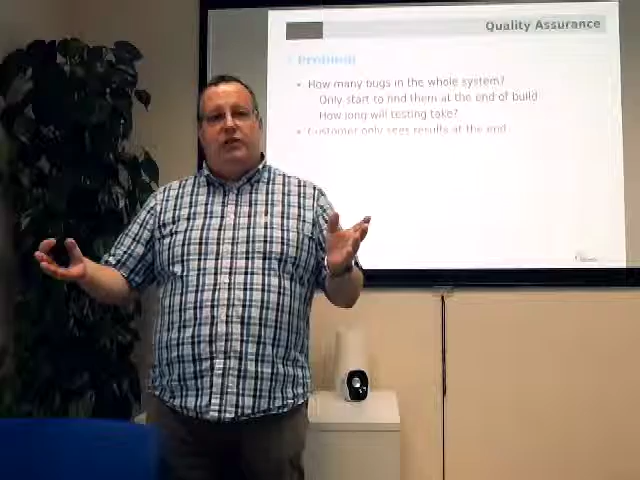 Quality Assurance
Problem
How many bugs in the whole system?
Only start to find them at the end of build
How long will testing take?
Customer only sees results at the end